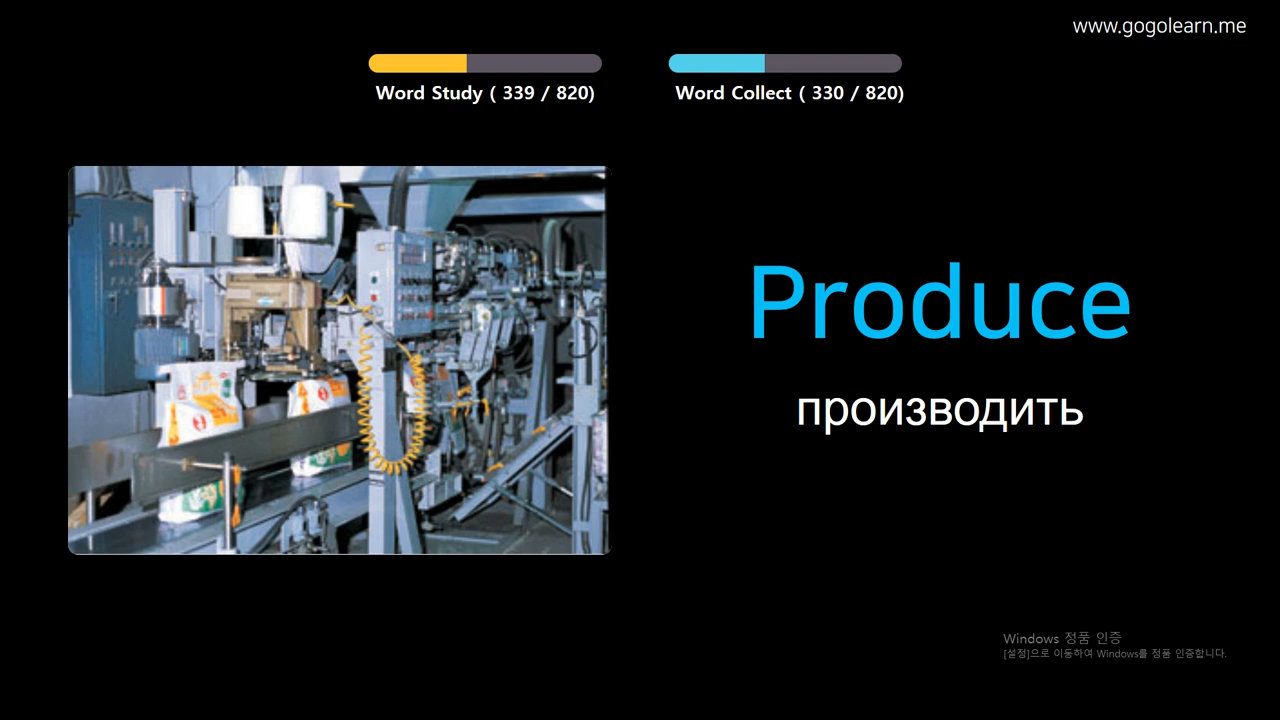 www.gogolearn.me
Word Study ( 339 / 820)
Word Collect ( 330 / 820)
Produce
производить
Windows 정품 인증
[설정]으로 이동하여 Windows를 정품 인증합니다.